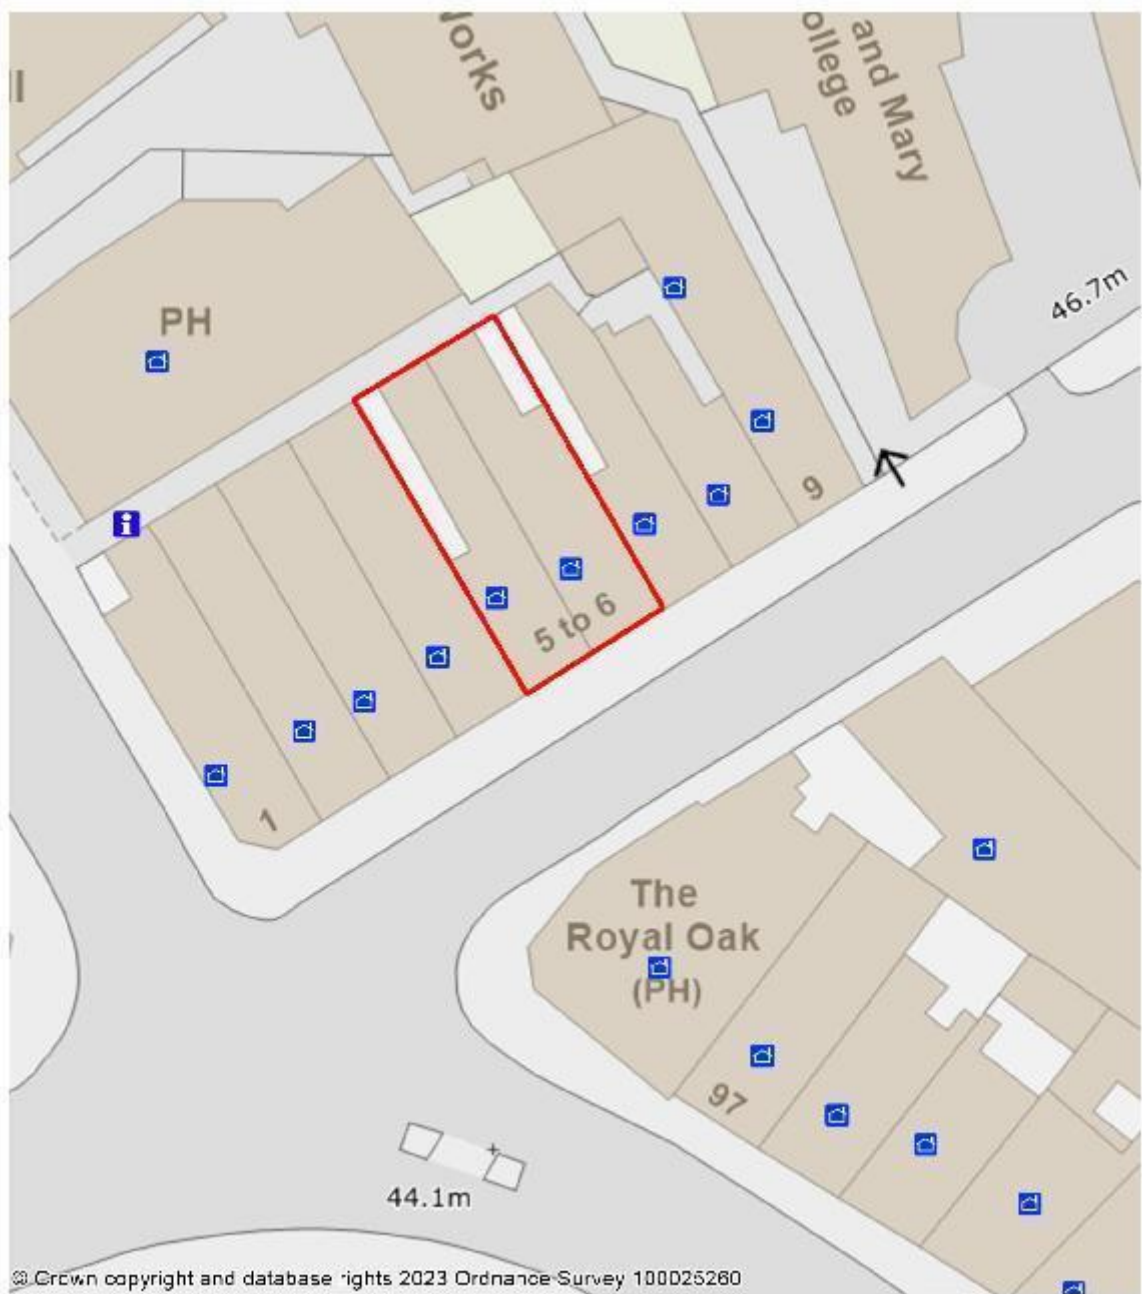 Works
and Mary
ollege
ll
46.7m
PH
9
5 to 6
1
The
Royal Oak
(PH)
97
44.1m
© Crown copyright and database rights 2023 Ordnance Survey 100025260